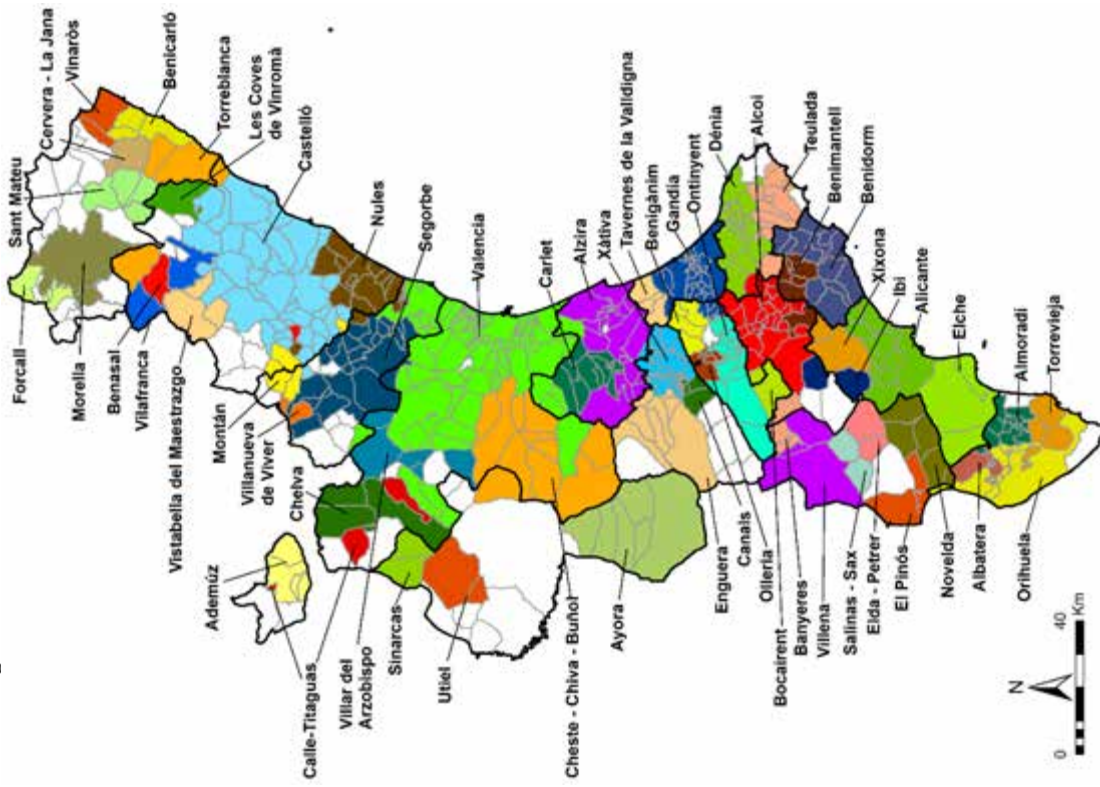 Cervera - La Jana
Vinaròs
Sant Mateu
Benicarló
Torreblanca
Les Coves
de Vinromà
Castelló
Nules
Segorbe
Valencia
Carlet
Alzira
Xàtiva
Tavernes de la Valldigna
Benigànim
Gandia
Ontinyent
Dénia
Alcoi
Teulada
Benimantell
Benidorm
Xixona
Ibi
Alicante
Elche
Almoradí
Torrevieja
Forcall
Morella
Benasal
Vilafranca
Vistabella del Maestrazgo
Montán
Villanueva
de Viver
Chelva
Ademúz
Calle-Titaguas
Villar del
Arzobispo
Sinarcas
Utiel
Cheste - Chiva - Buñol
Ayora
Enguera
Canals
Olleria
Bocairent
Banyeres
Villena
Salinas - Sax
Elda - Petrer
El Pinós
Novelda
Albatera
Orihuela
N
0
40
Km